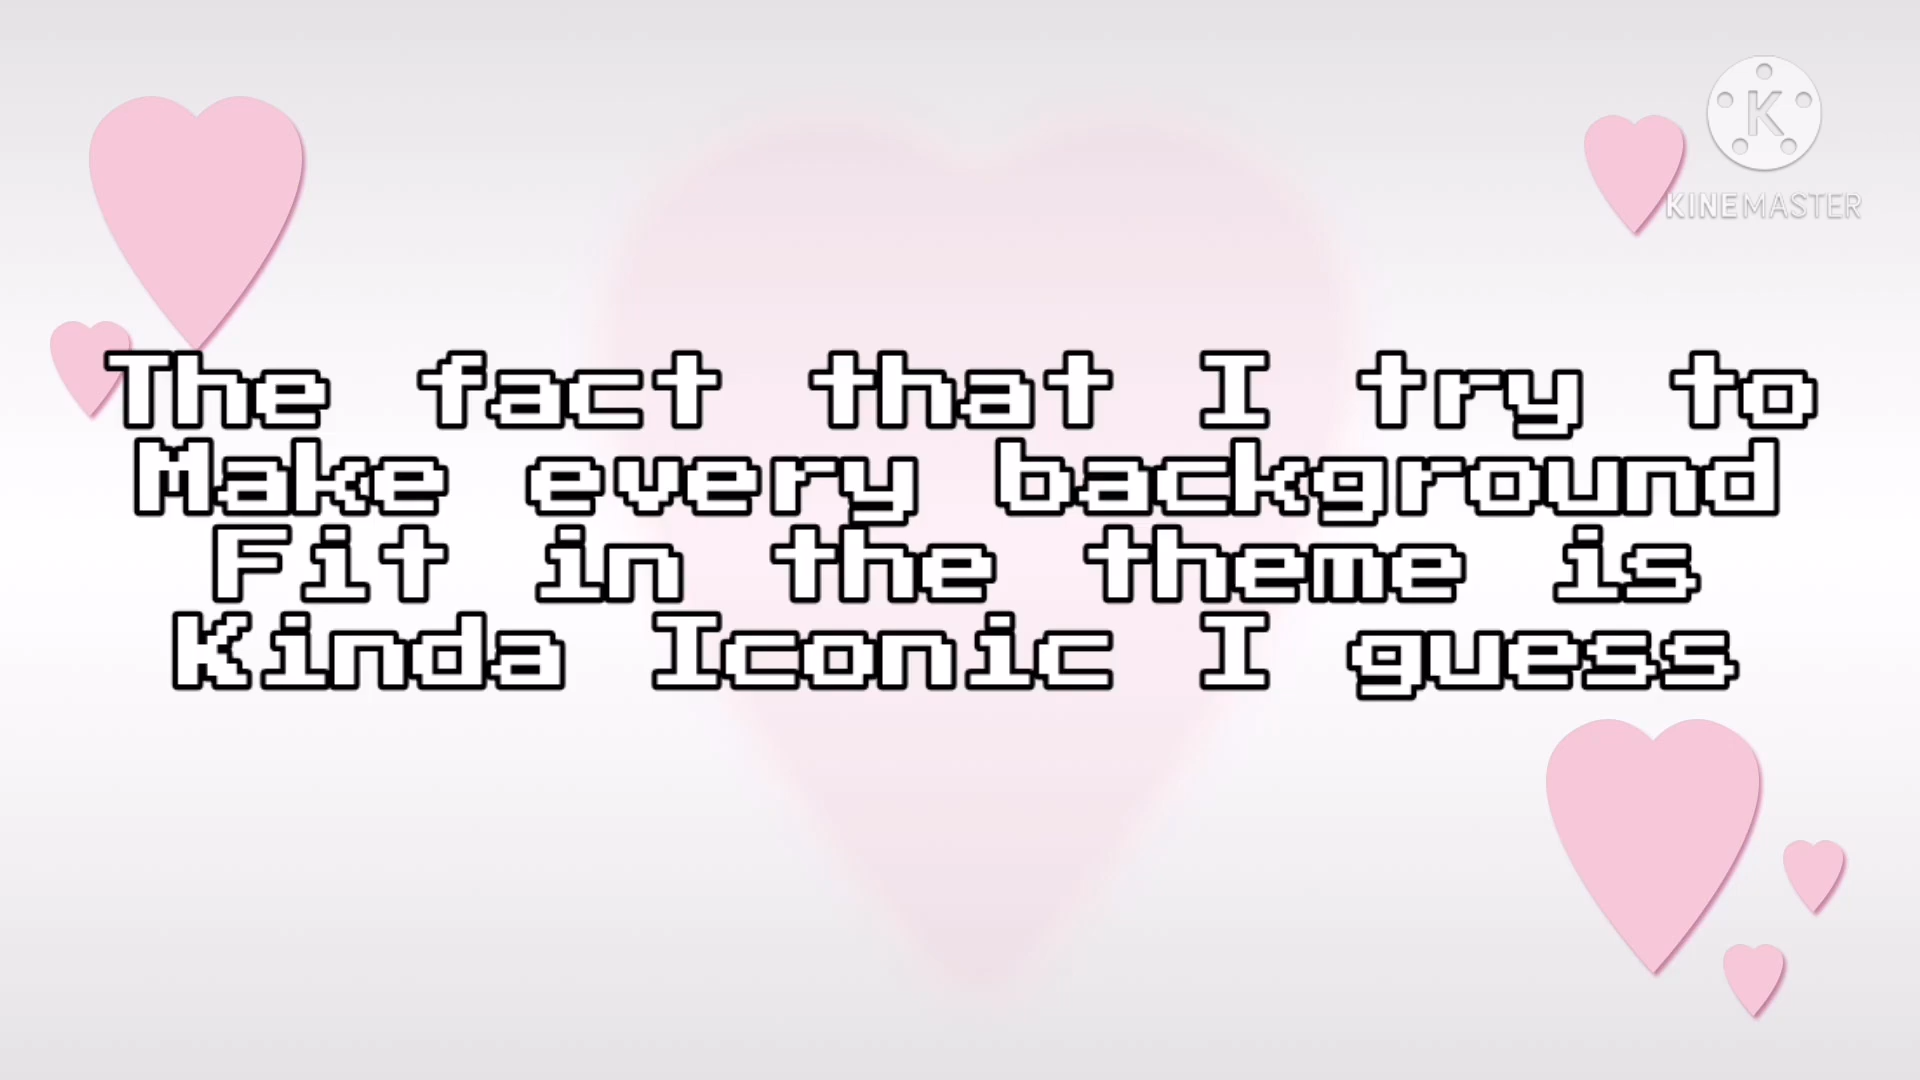 K
KINEMASTER
The fact that I try to
Make every background
Fit in the theme is
Kinda Iconic I guess